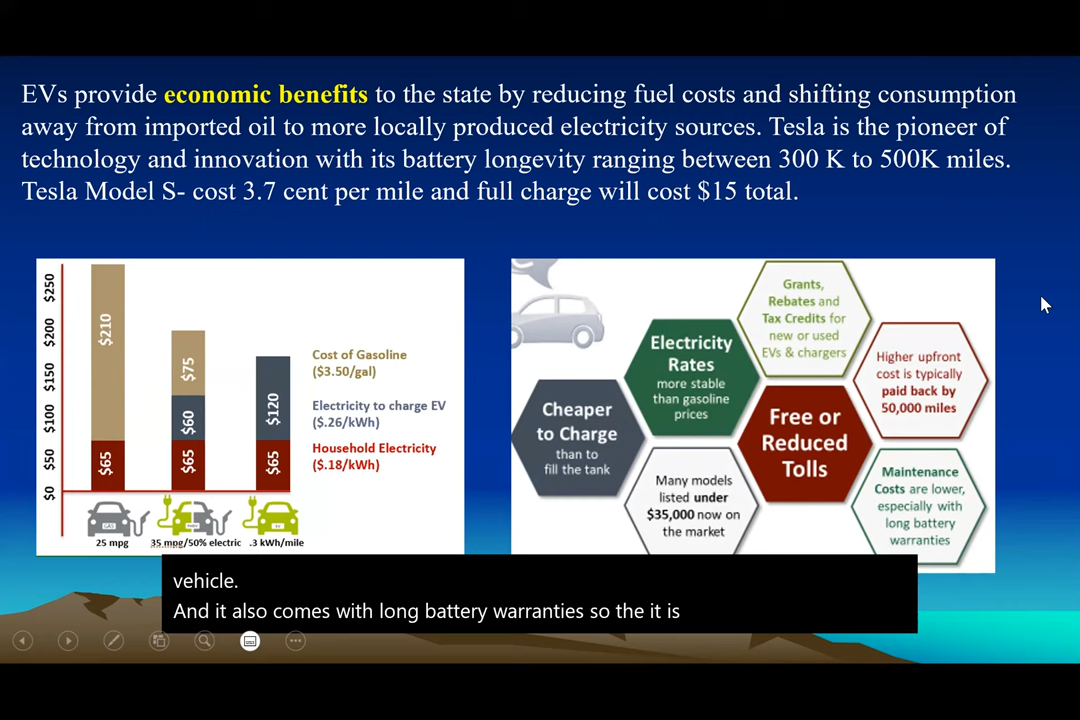 EVs provide economic benefits to the state by reducing fuel costs and shifting consumption
away from imported oil to more locally produced electricity sources. Tesla is the pioneer of
technology and innovation with its battery longevity ranging between 300 K to 500K miles.
Tesla Model S- cost 3.7 cent per mile and full charge will cost $15 total.
$250
$200
$150
$100
$50
$0
$210
$65
$75
$60
$65
$120
$65
Cost of Gasoline
($3.50/gal)
Electricity to charge EV
($.26/kWh)
Household Electricity
($.18/kWh)
25 mpg
35 mpg/50% electric
.3 kWh/mile
Cheaper
to Charge
than to
fill the tank
Electricity
Rates
more stable
than gasoline
prices
Many models
listed under
$35,000 now on
the market
Grants,
Rebates and
Tax Credits for
new or used
EVs & chargers
Free or
Reduced
Tolls
Higher upfront
cost is typically
paid back by
50,000 miles
Maintenance
Costs are lower,
especially with
long battery
warranties
vehicle.
And it also comes with long battery warranties so the it is